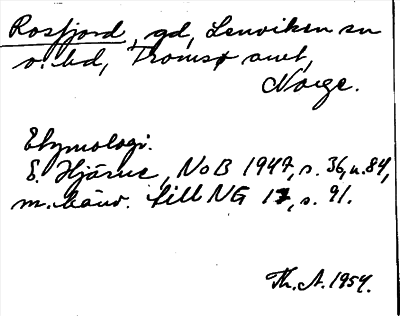 Rosfjord, gd, Lenviken sn
o. hd, Tromsø amt,
Norge.
Etymologi.
E. Hjärne, NoB 1947, s. 36, n. 84,
m. hänv. till NG 17, s. 91.
Th. A. 1954.